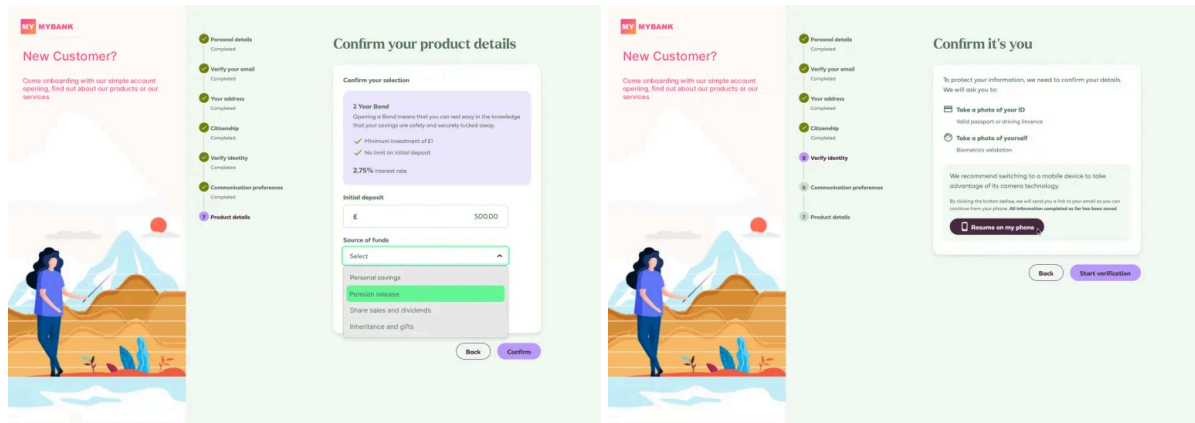 MY MYBANK
New Customer?
Come onboarding with our simple account
opening, find out about our products or our
services
Personal details
Completed
Verify your email
Completed
Your address
Completed
Citizenship
Completed
Verify identity
Completed
Communication preferences
Completed
7 Product details
Confirm your product details
Confirm your selection
2 Year Bond
Opening a Bond means that you can rest easy in the knowledge
that your savings are safely and securely tucked away.
Minimum investment of £1
No limit on initial deposit
2.75% interest rate
Initial deposit
£ 500.00
Source of funds
Select
Personal savings
Pension release
Share sales and dividends
Inheritance and gifts
Back Confirm
MY MYBANK
New Customer?
Come onboarding with our simple account
opening, find out about our products or our
services
Personal details
Completed
Verify your email
Completed
Your address
Completed
Citizenship
Completed
5 Verify identity
6 Communication preferences
7 Product details
Confirm it's you
To protect your information, we need to confirm your details.
We will ask you to:
Take a photo of your ID
Valid passport or driving lincence
Take a photo of yourself
Biometrics validation
We recommend switching to a mobile device to take
advantage of its camera technology.
By clicking the button bellow, we will send you a link to your email so you can
continue from your phone. All information completed so far has been saved.
Resume on my phone
Back Start verification